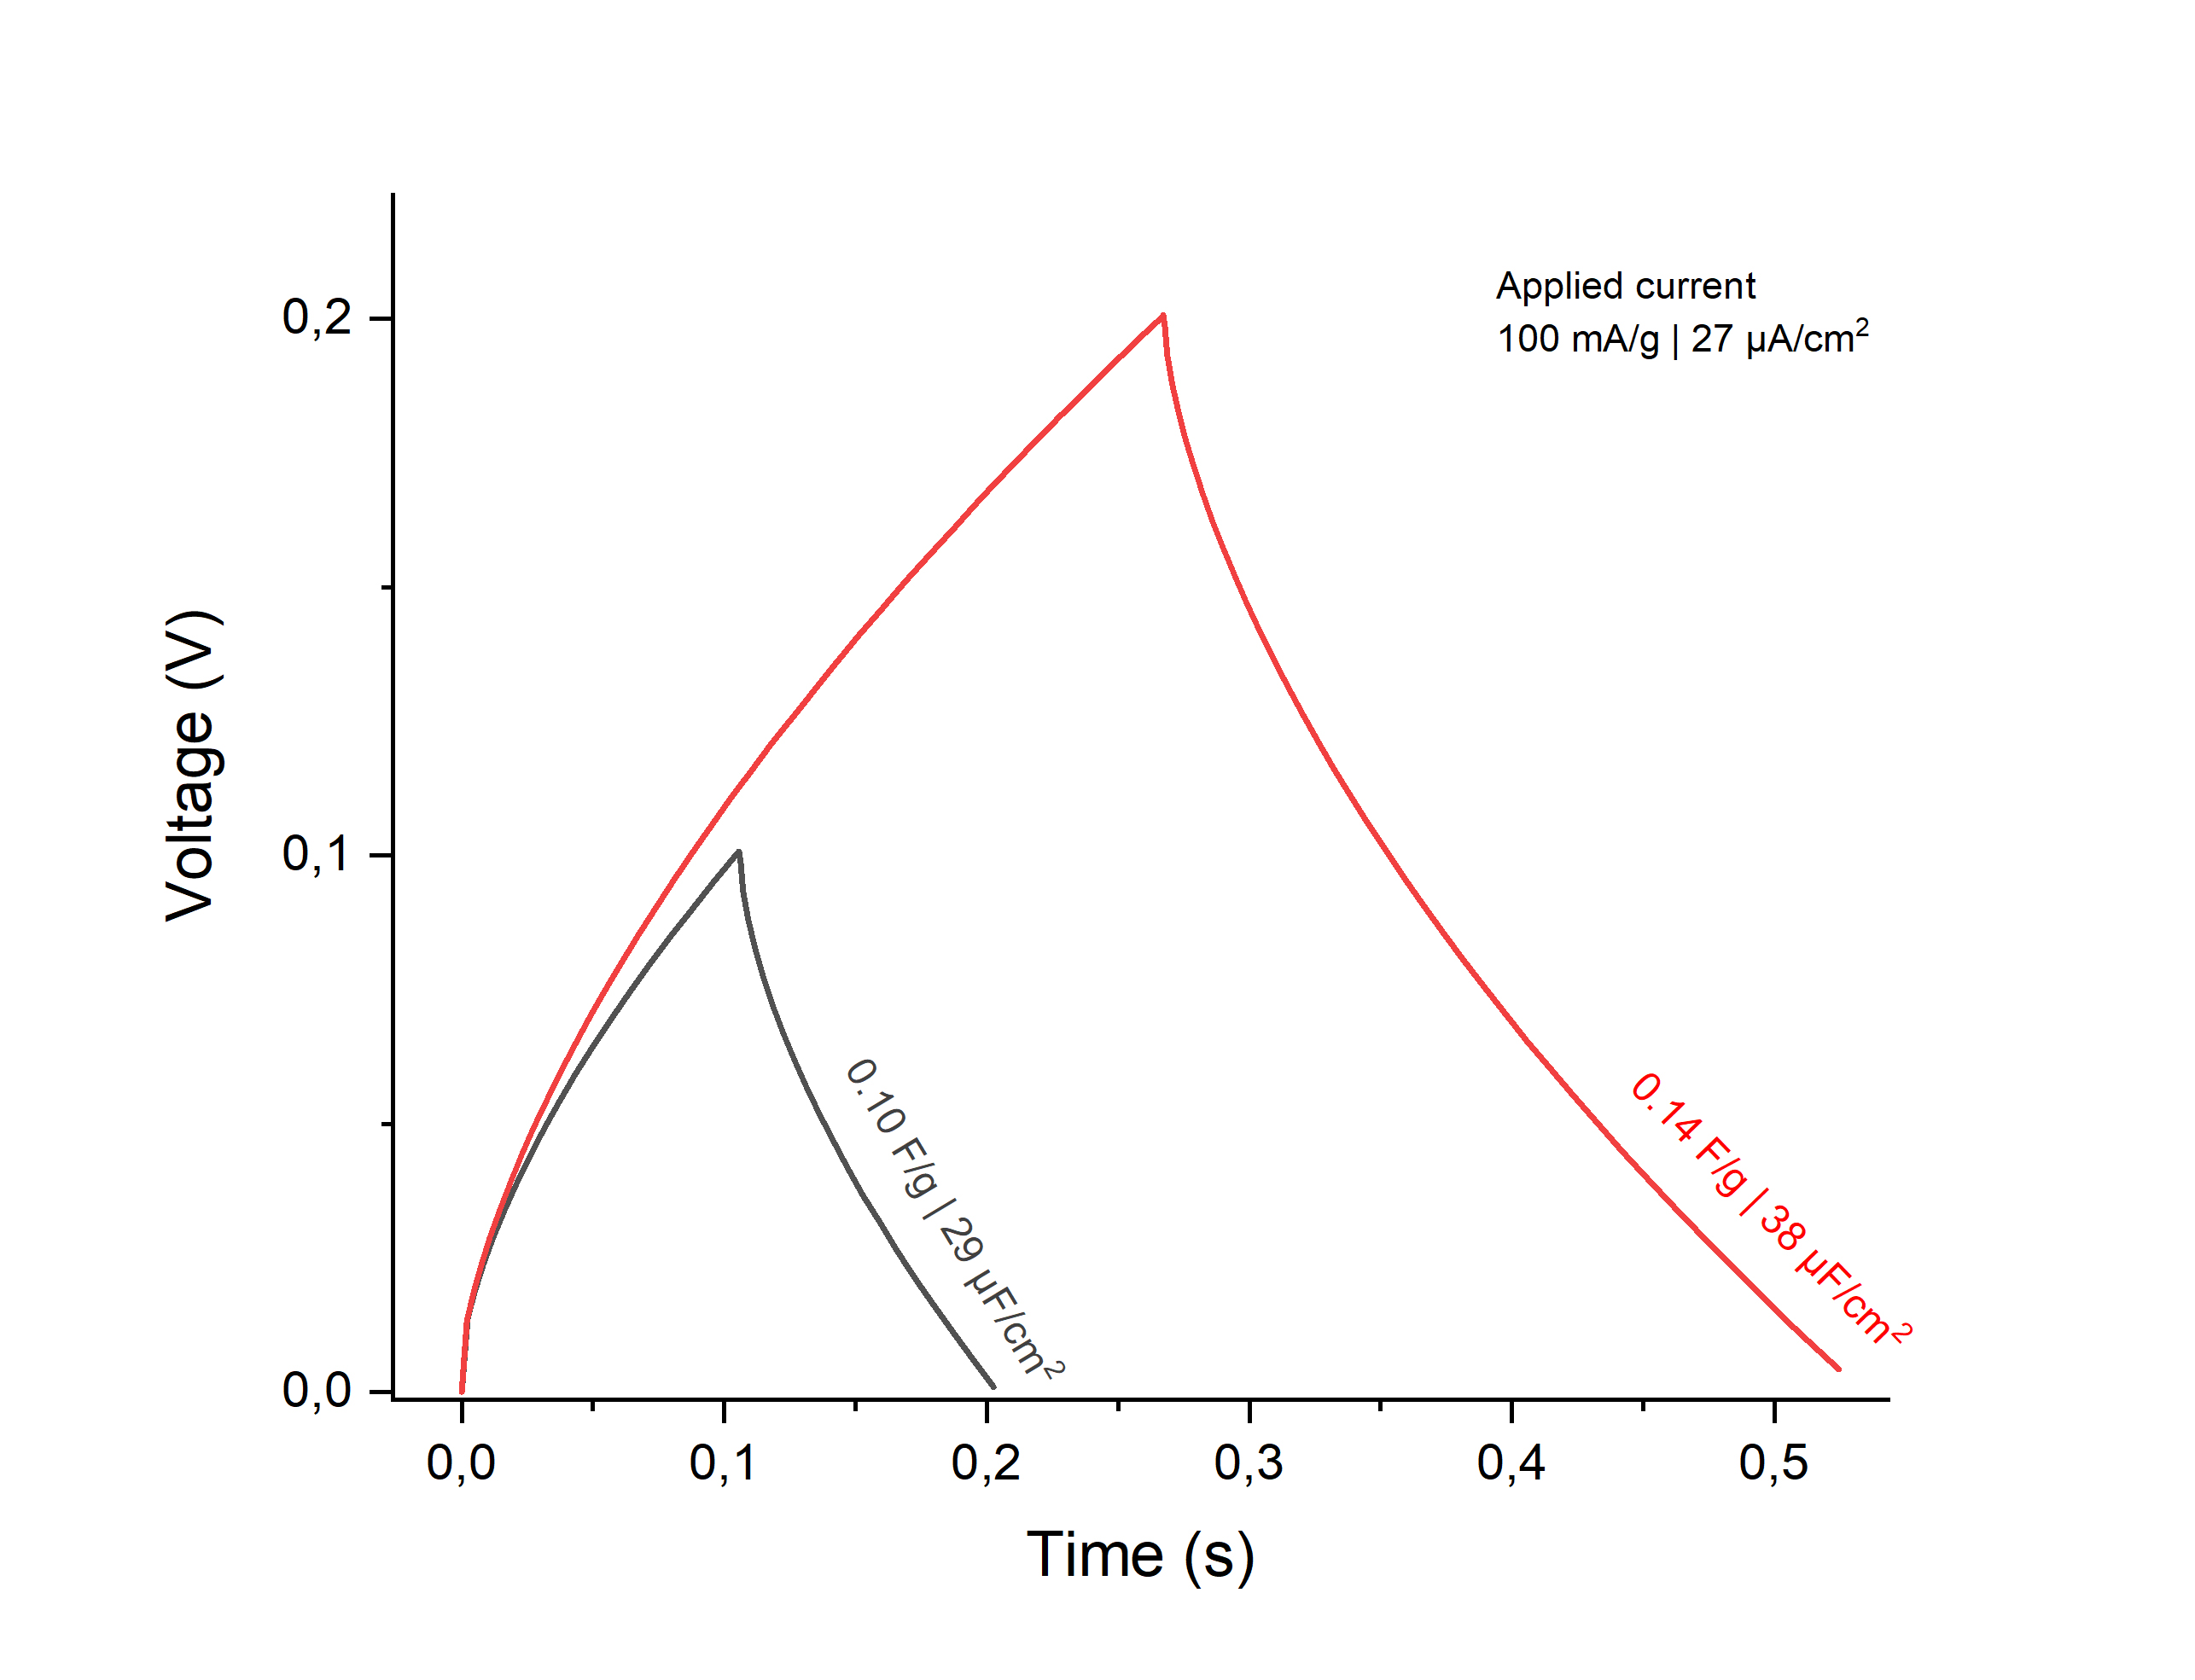 Applied current
100 mA/g | 27 µA/cm²
0,2
0,1
0,0
Voltage (V)
0.10 F/g | 29 µF/cm²
0.14 F/g | 38 µF/cm²
0,0
0,1
0,2
0,3
0,4
0,5
Time (s)